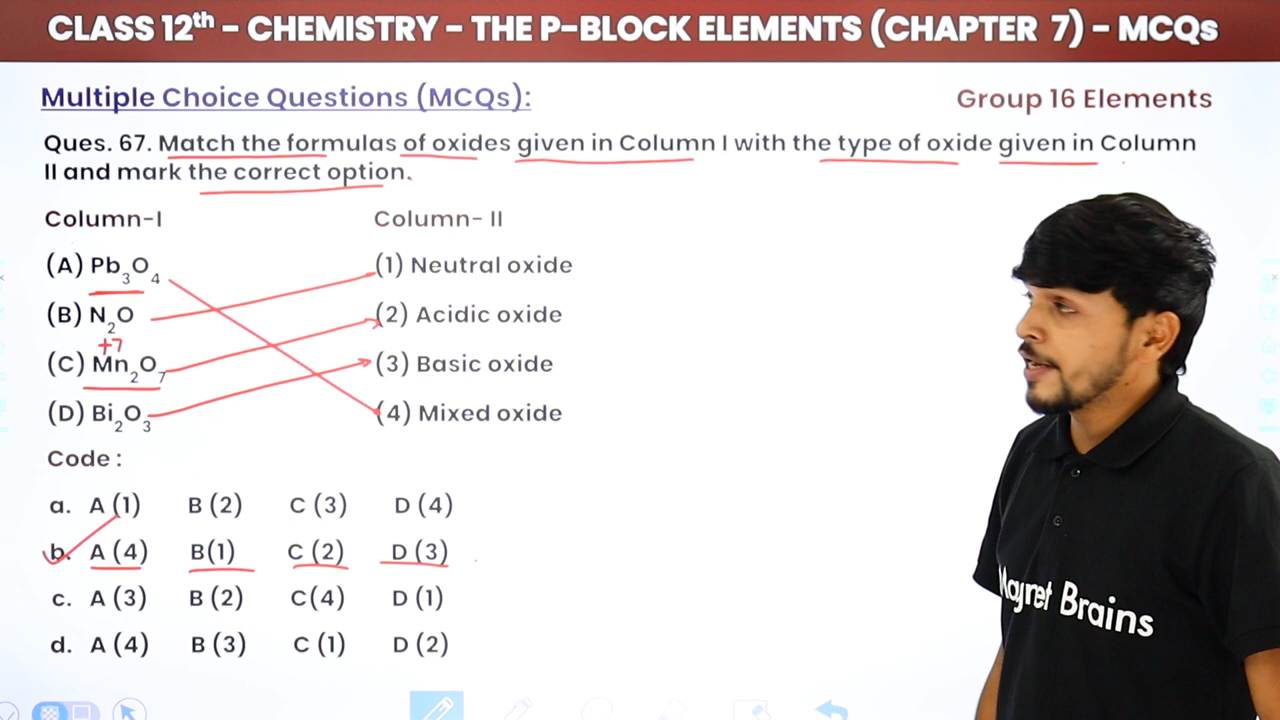 CLASS 12th – CHEMISTRY – THE P-BLOCK ELEMENTS (CHAPTER 7) – MCQs
Multiple Choice Questions (MCQs):
Group 16 Elements
Ques. 67. Match the formulas of oxides given in Column I with the type of oxide given in Column
II and mark the correct option.
Column-I Column- II
(A) Pb3O4 (1) Neutral oxide
(B) N2O (2) Acidic oxide
+7
(C) Mn2O7 (3) Basic oxide
(D) Bi2O3 (4) Mixed oxide
Code :
a. A (1) B (2) C (3) D (4)
b. A (4) B(1) C (2) D (3)
c. A (3) B (2) C(4) D (1)
d. A (4) B (3) C (1) D (2)
Magnet Brains